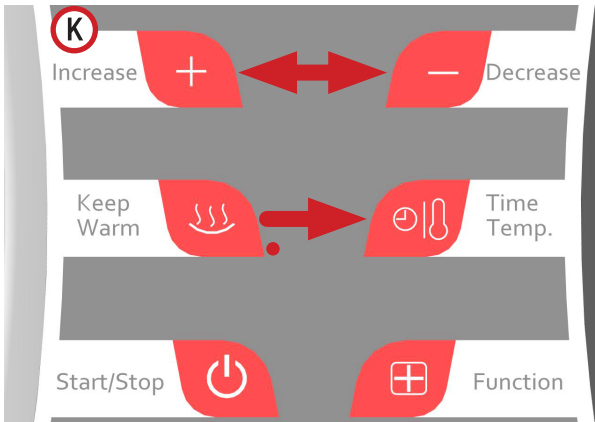 K
Increase
Decrease
Keep
Warm
Time
Temp.
Start/Stop
Function